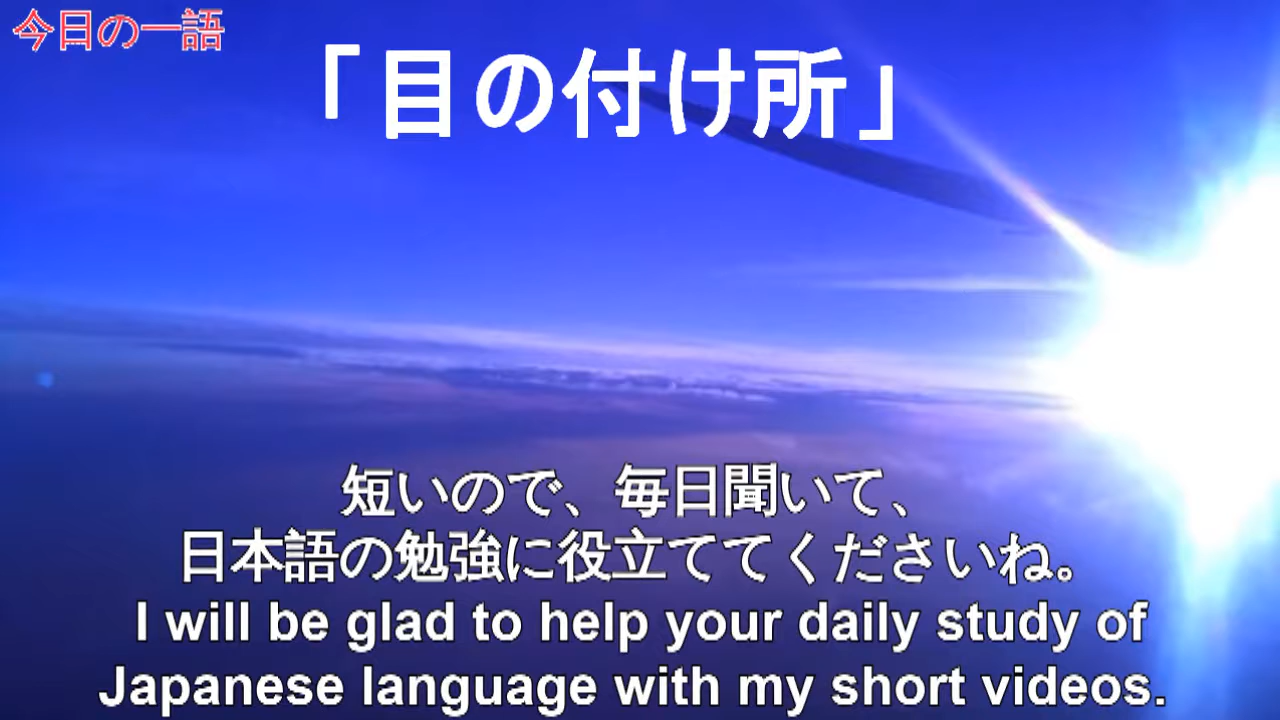 今日の一語
「目の付け所」
短いので、毎日聞いて、
日本語の勉強に役立ててくださいね。
I will be glad to help your daily study of
Japanese language with my short videos.